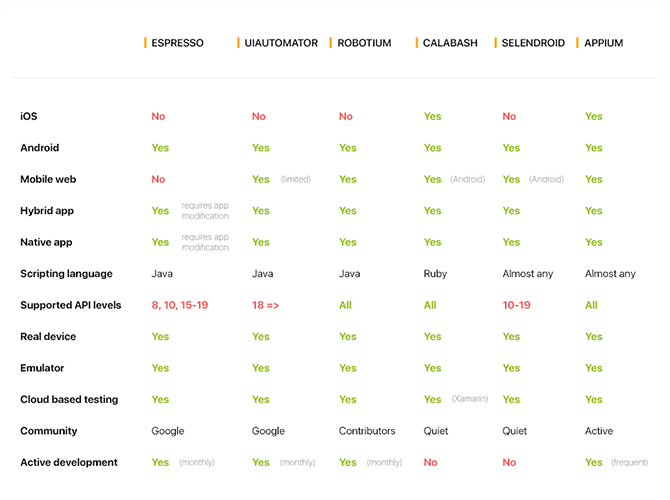 ESPRESSO UIAUTOMATOR ROBOTIUM CALABASH SELENDROID APPIUM
iOS No No No Yes No Yes
Android Yes Yes Yes Yes Yes Yes
Mobile web No Yes (limited) Yes Yes (Android) Yes (Android) Yes
Hybrid app Yes requires app modification Yes Yes Yes Yes Yes
Native app Yes requires app modification Yes Yes Yes Yes Yes
Scripting language Java Java Java Ruby Almost any Almost any
Supported API levels 8, 10, 15-19 18 => All All 10-19 All
Real device Yes Yes Yes Yes Yes Yes
Emulator Yes Yes Yes Yes Yes Yes
Cloud based testing Yes Yes Yes Yes (Xamarin) Yes Yes
Community Google Google Contributors Quiet Quiet Active
Active development Yes (monthly) Yes (monthly) Yes (monthly) No No Yes (frequent)